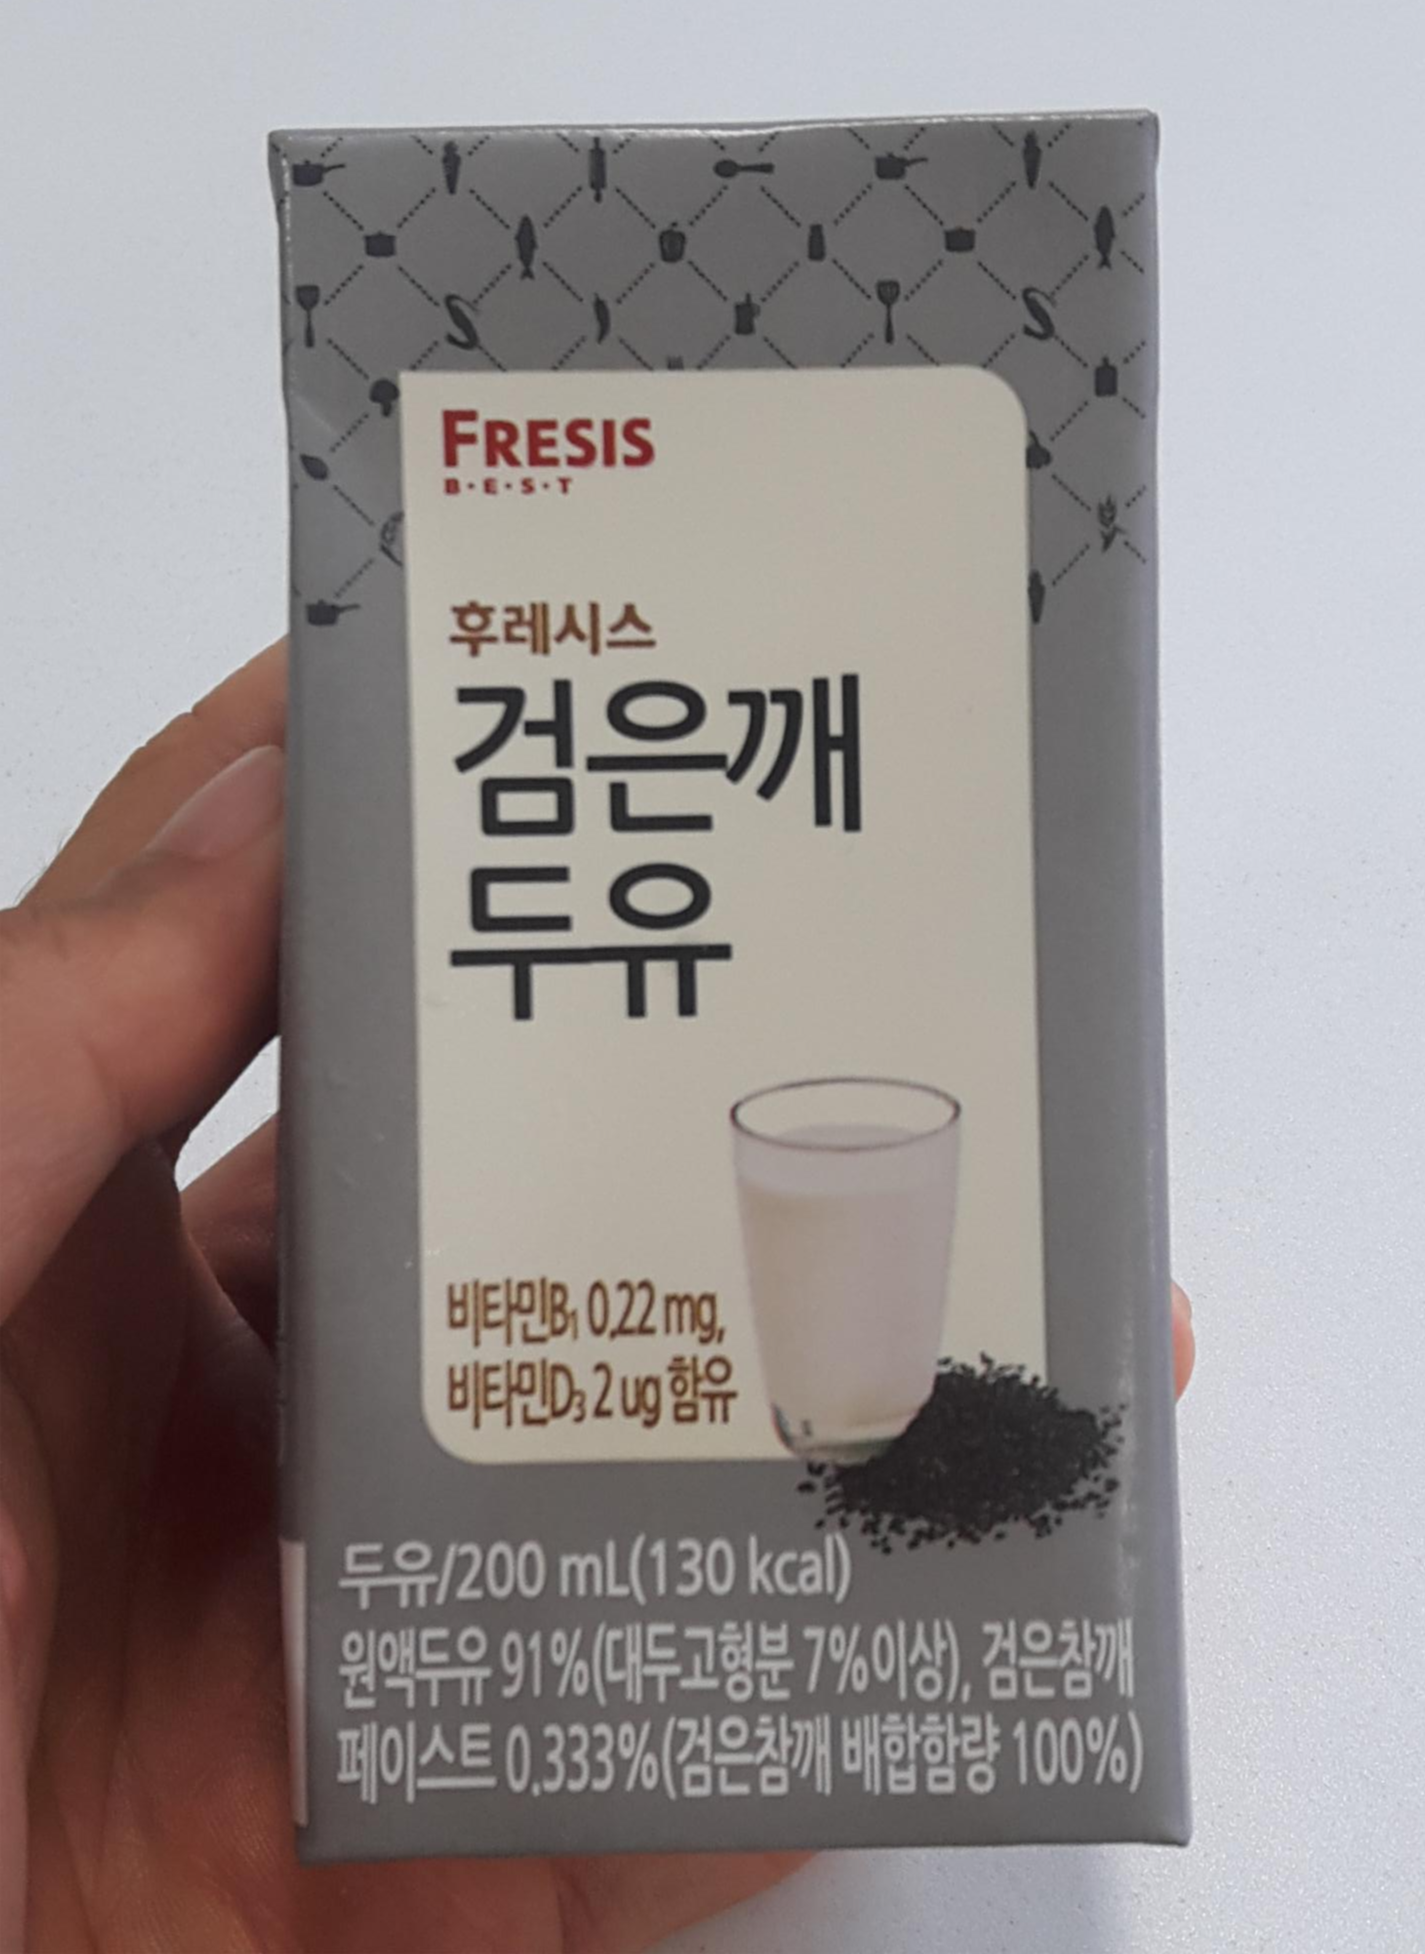 FRESIS
B·E·S·T
후레시스
검은깨
두유
비타민B₁ 0.22 mg,
비타민D₃ 2 ug 함유
두유/200 mL(130 kcal)
원액두유 91%(대두고형분 7%이상), 검은참깨
페이스트 0.333%(검은참깨 배합함량 100%)